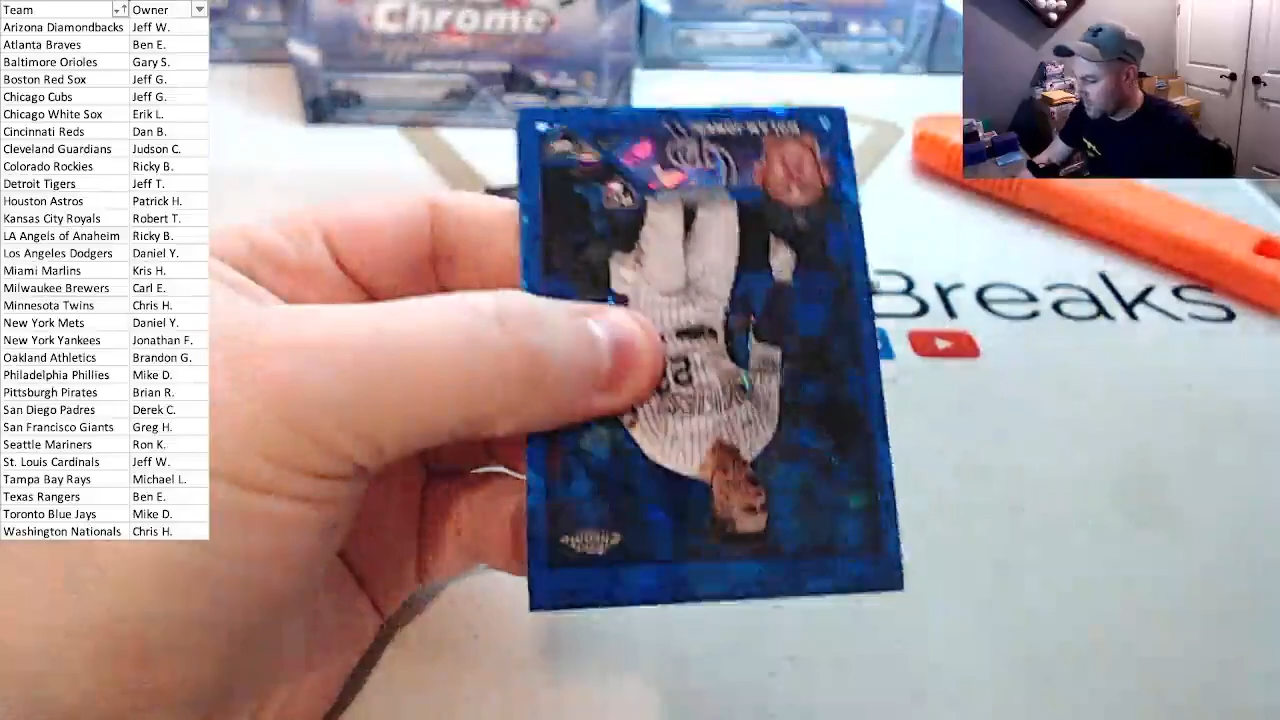 Team Owner
Arizona Diamondbacks Jeff W.
Atlanta Braves Ben E.
Baltimore Orioles Gary S.
Boston Red Sox Jeff G.
Chicago Cubs Jeff G.
Chicago White Sox Erik L.
Cincinnati Reds Dan B.
Cleveland Guardians Judson C.
Colorado Rockies Ricky B.
Detroit Tigers Jeff T.
Houston Astros Patrick H.
Kansas City Royals Robert T.
LA Angels of Anaheim Ricky B.
Los Angeles Dodgers Daniel Y.
Miami Marlins Kris H.
Milwaukee Brewers Carl E.
Minnesota Twins Chris H.
New York Mets Daniel Y.
New York Yankees Jonathan F.
Oakland Athletics Brandon G.
Philadelphia Phillies Mike D.
Pittsburgh Pirates Brian R.
San Diego Padres Derek C.
San Francisco Giants Greg H.
Seattle Mariners Ron K.
St. Louis Cardinals Jeff W.
Tampa Bay Rays Michael L.
Texas Rangers Ben E.
Toronto Blue Jays Mike D.
Washington Nationals Chris H.
Chrome
Breaks
Chrome